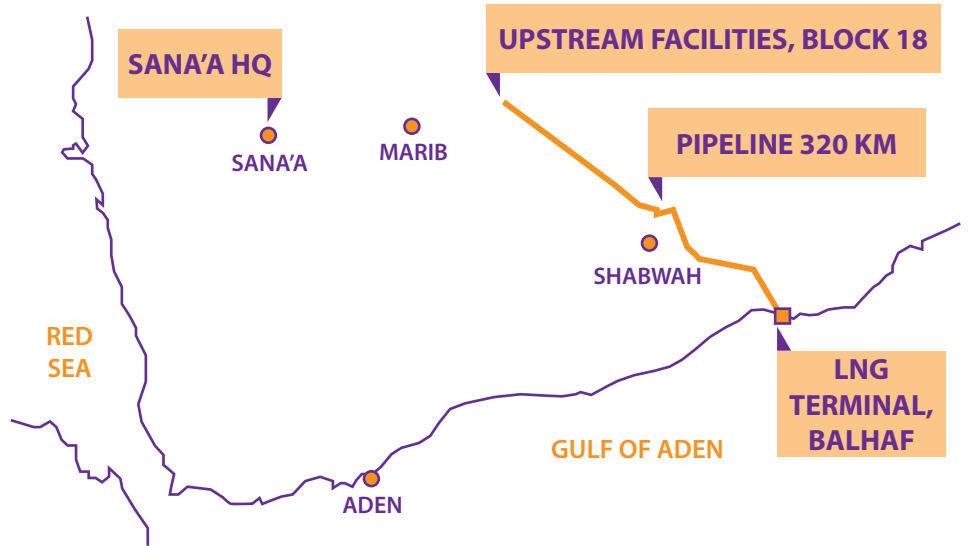 UPSTREAM FACILITIES, BLOCK 18
SANA’A HQ
PIPELINE 320 KM
MARIB
SANA’A
SHABWAH
RED
SEA
LNG
TERMINAL,
BALHAF
GULF OF ADEN
ADEN